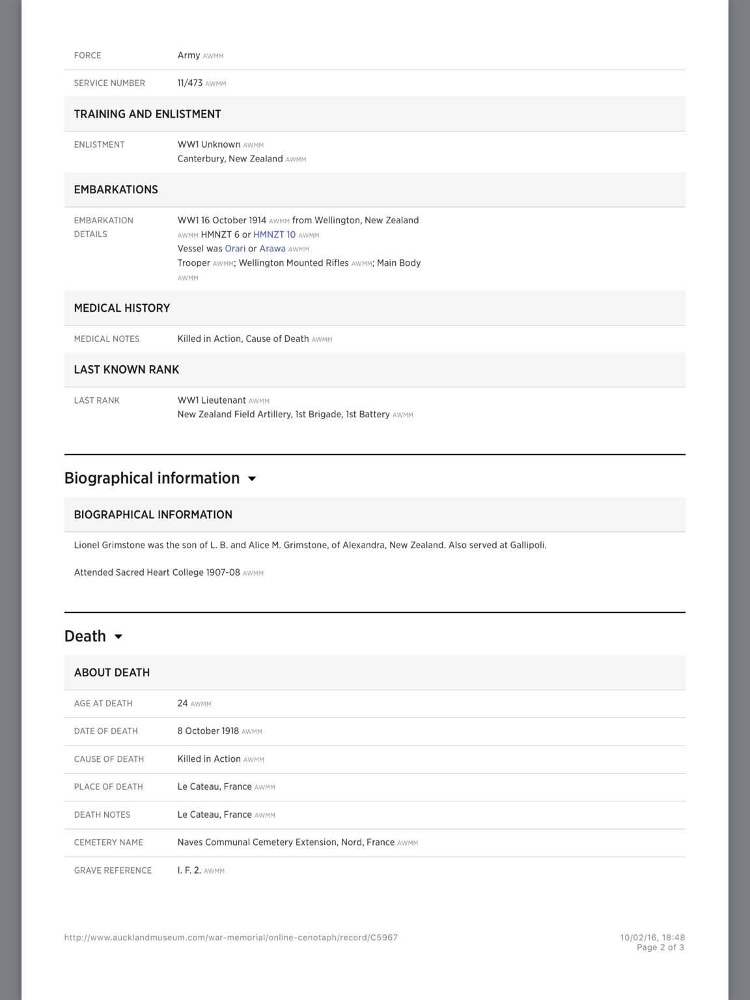 FORCE Army AWMM
SERVICE NUMBER 11/473 AWMM
TRAINING AND ENLISTMENT
ENLISTMENT WW1 Unknown AWMM
Canterbury, New Zealand AWMM
EMBARKATIONS
EMBARKATION WW1 16 October 1914 AWMM from Wellington, New Zealand
DETAILS AWMM HMNZT 6 or HMNZT 10 AWMM
Vessel was Orari or Arawa AWMM
Trooper AWMM; Wellington Mounted Rifles AWMM; Main Body
AWMM
MEDICAL HISTORY
MEDICAL NOTES Killed in Action, Cause of Death AWMM
LAST KNOWN RANK
LAST RANK WW1 Lieutenant AWMM
New Zealand Field Artillery, 1st Brigade, 1st Battery AWMM
Biographical information
BIOGRAPHICAL INFORMATION
Lionel Grimstone was the son of L. B. and Alice M. Grimstone, of Alexandra, New Zealand. Also served at Gallipoli.
Attended Sacred Heart College 1907-08 AWMM
Death
ABOUT DEATH
AGE AT DEATH 24 AWMM
DATE OF DEATH 8 October 1918 AWMM
CAUSE OF DEATH Killed in Action AWMM
PLACE OF DEATH Le Cateau, France AWMM
DEATH NOTES Le Cateau, France AWMM
CEMETERY NAME Naves Communal Cemetery Extension, Nord, France AWMM
GRAVE REFERENCE I. F. 2. AWMM
http://www.aucklandmuseum.com/war-memorial/online-cenotaph/record/C5967 10/02/16, 18:48
Page 2 of 3